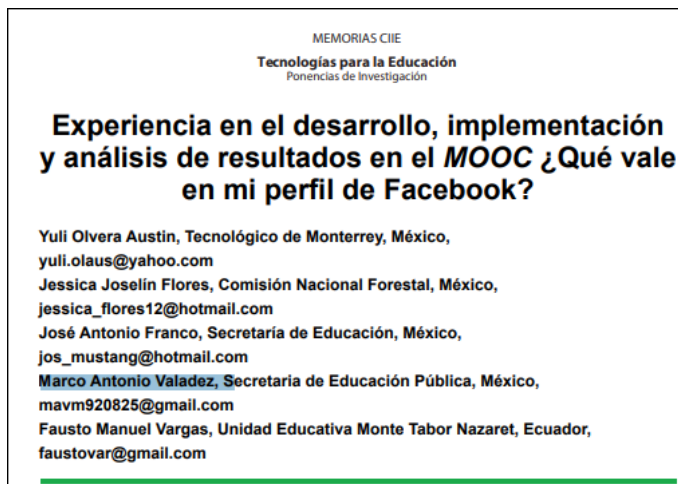 MEMORIAS CIIE
Tecnologías para la Educación
Ponencias de Investigación
Experiencia en el desarrollo, implementación
y análisis de resultados en el MOOC ¿Qué vale
en mi perfil de Facebook?
Yuli Olvera Austin, Tecnológico de Monterrey, México,
yuli.olaus@yahoo.com
Jessica Joselín Flores, Comisión Nacional Forestal, México,
jessica_flores12@hotmail.com
José Antonio Franco, Secretaría de Educación, México,
jos_mustang@hotmail.com
Marco Antonio Valadez, Secretaria de Educación Pública, México,
mavm920825@gmail.com
Fausto Manuel Vargas, Unidad Educativa Monte Tabor Nazaret, Ecuador,
faustovar@gmail.com